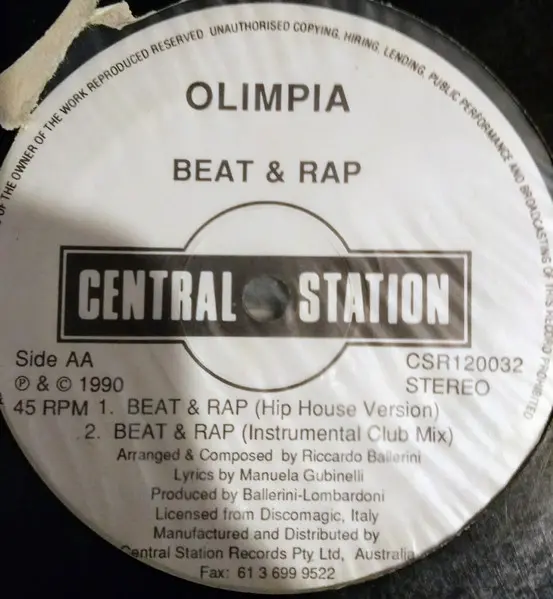 OF THE OWNER OF THE WORK REPRODUCED RESERVED UNAUTHORISED COPYING, HIRING, LENDING, PUBLIC PERFORMANCE AND BROADCASTING OF THIS RECORD PROHIBITED
OLIMPIA
BEAT & RAP
CENTRAL STATION
Side AA CSR120032
℗ & © 1990 STEREO
45 RPM 1. BEAT & RAP (Hip House Version)
2. BEAT & RAP (Instrumental Club Mix)
Arranged & Composed by Riccardo Ballerini
Lyrics by Manuela Gubinelli
Produced by Ballerini-Lombardoni
Licensed from Discomagic, Italy
Manufactured and Distributed by
Central Station Records Pty Ltd, Australia
Fax: 61 3 699 9522